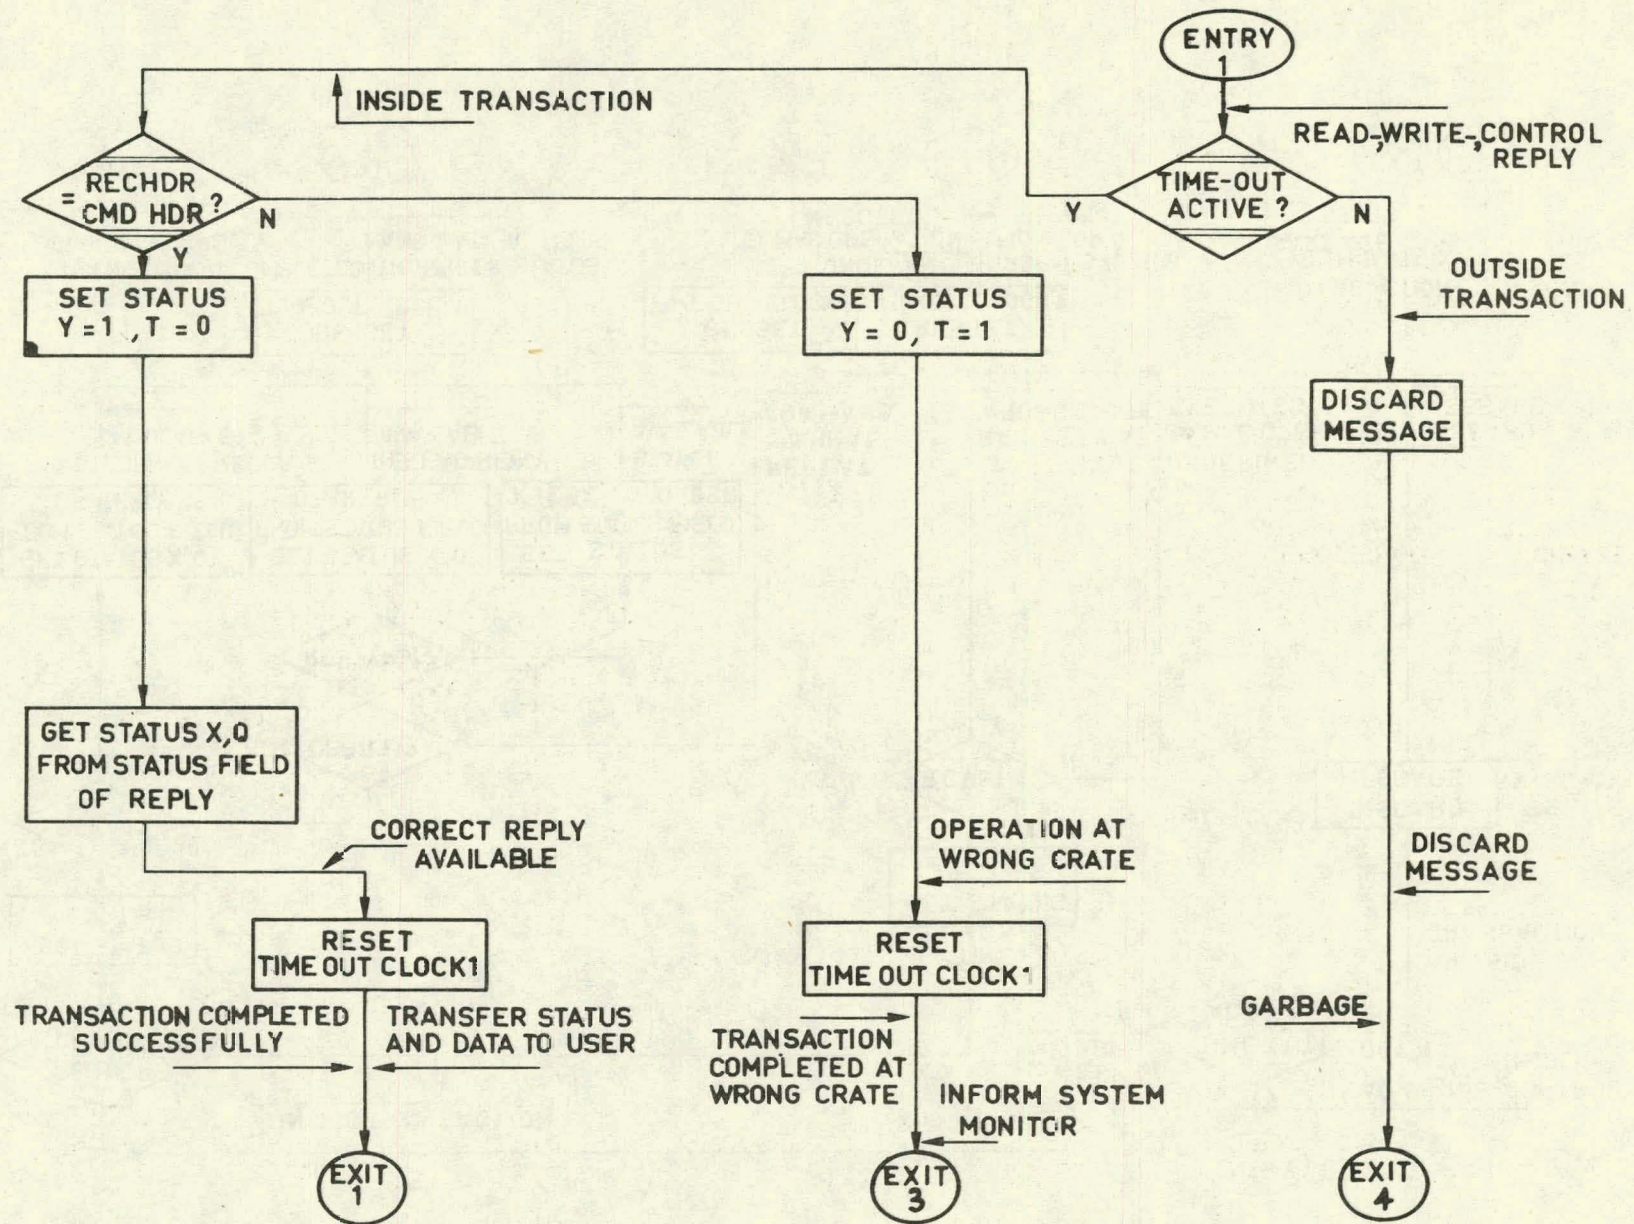 ENTRY
1
INSIDE TRANSACTION
READ-,WRITE-,CONTROL
REPLY
TIME-OUT
ACTIVE ?
Y
N
RECHDR
= CMD HDR ?
N
Y
OUTSIDE
TRANSACTION
SET STATUS
Y = 1 , T = 0
SET STATUS
Y = 0, T = 1
DISCARD
MESSAGE
GET STATUS X,Q
FROM STATUS FIELD
OF REPLY
CORRECT REPLY
AVAILABLE
OPERATION AT
WRONG CRATE
DISCARD
MESSAGE
RESET
TIME OUT CLOCK1
RESET
TIME OUT CLOCK1
TRANSACTION COMPLETED
SUCCESSFULLY
TRANSFER STATUS
AND DATA TO USER
TRANSACTION
COMPLETED AT
WRONG CRATE
GARBAGE
INFORM SYSTEM
MONITOR
EXIT
1
EXIT
3
EXIT
4